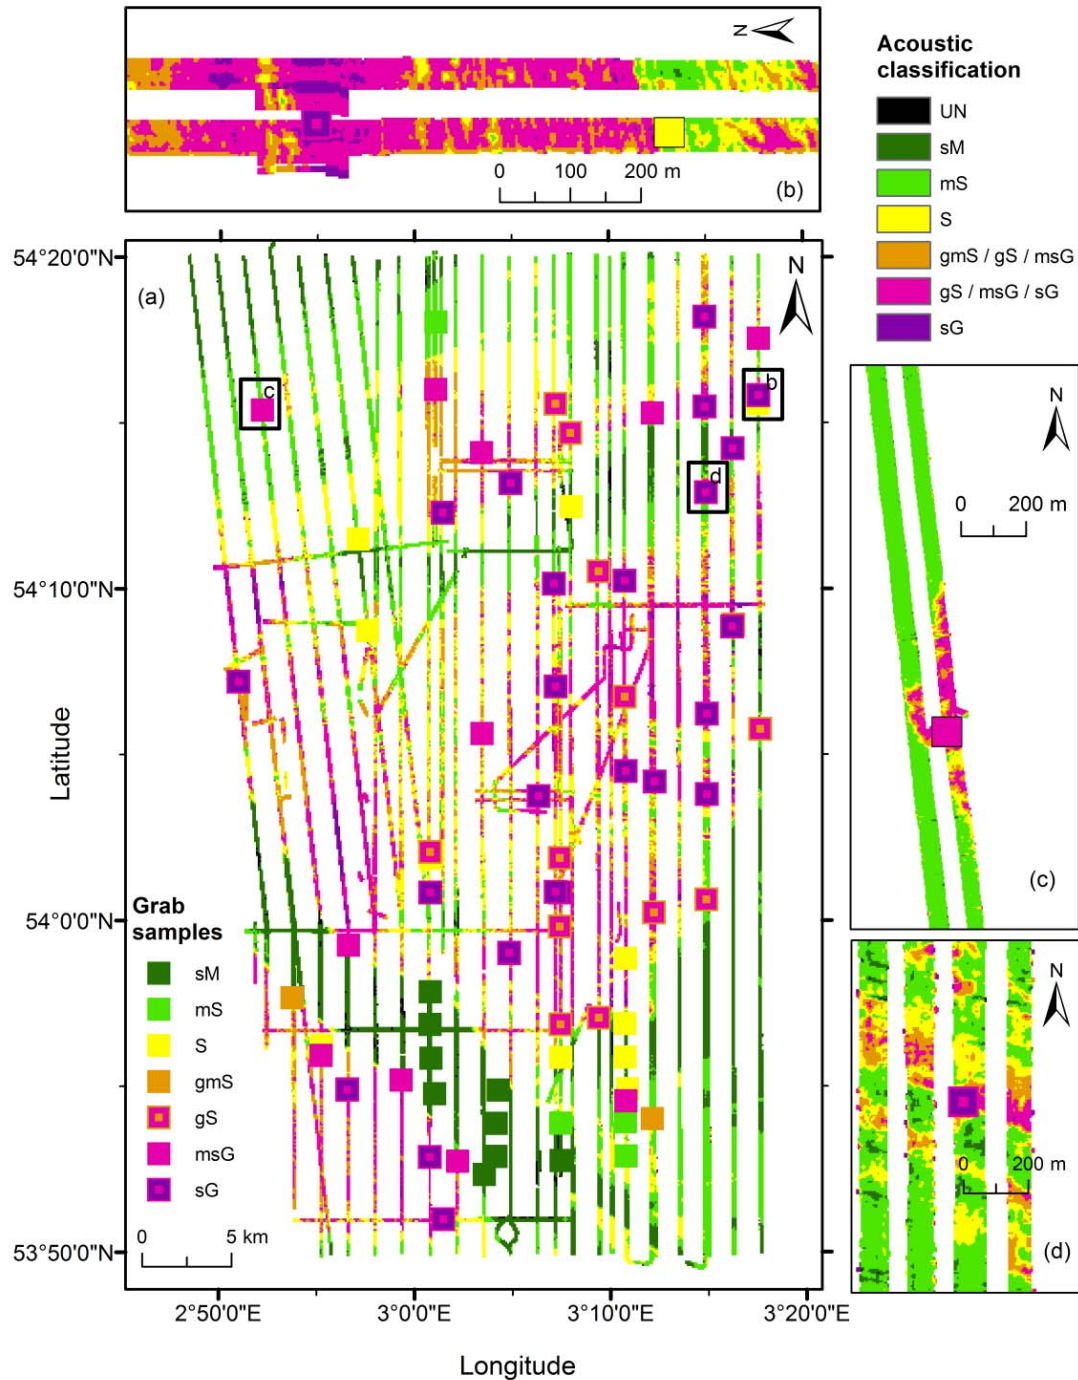 N
0 100 200 m
(b)
Acoustic
classification
UN
sM
mS
S
gmS / gS / msG
gS / msG / sG
sG
54°20'0"N
54°10'0"N
54°0'0"N
53°50'0"N
Latitude
(a)
N
c
b
d
Grab
samples
sM
mS
S
gmS
gS
msG
sG
0 5 km
2°50'0"E 3°0'0"E 3°10'0"E 3°20'0"E
Longitude
N
0 200 m
(c)
N
0 200 m
(d)